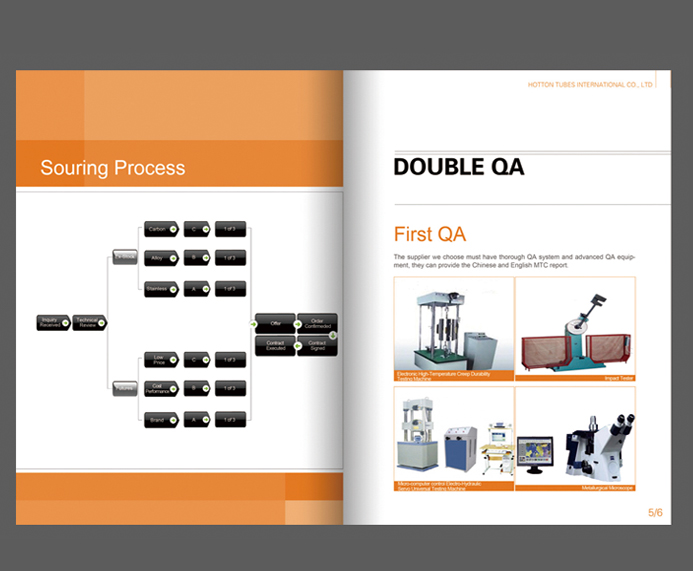 Souring Process
Carbon
C
1 of 3
Alloy
B
1 of 3
Stainless
A
1 of 3
Inquiry
Received
Technical
Review
Offer
Order
Confirmeded
Contract
Executed
Contract
Signed
Low
Price
C
1 of 3
Cost
Performance
B
1 of 3
Brand
A
1 of 3
HOTTON TUBES INTERNATIONAL CO., LTD
DOUBLE QA
First QA
The supplier we choose must have thorough QA system and advanced QA equip-
ment, they can provide the Chinese and English MTC report.
Electronic High-Temperature Creep Durability
Testing Machine
Impact Tester
Micro-computer control Electro-Hydraulic
Servo Universal Testing Machine
Metallurgical Microscope
5/6